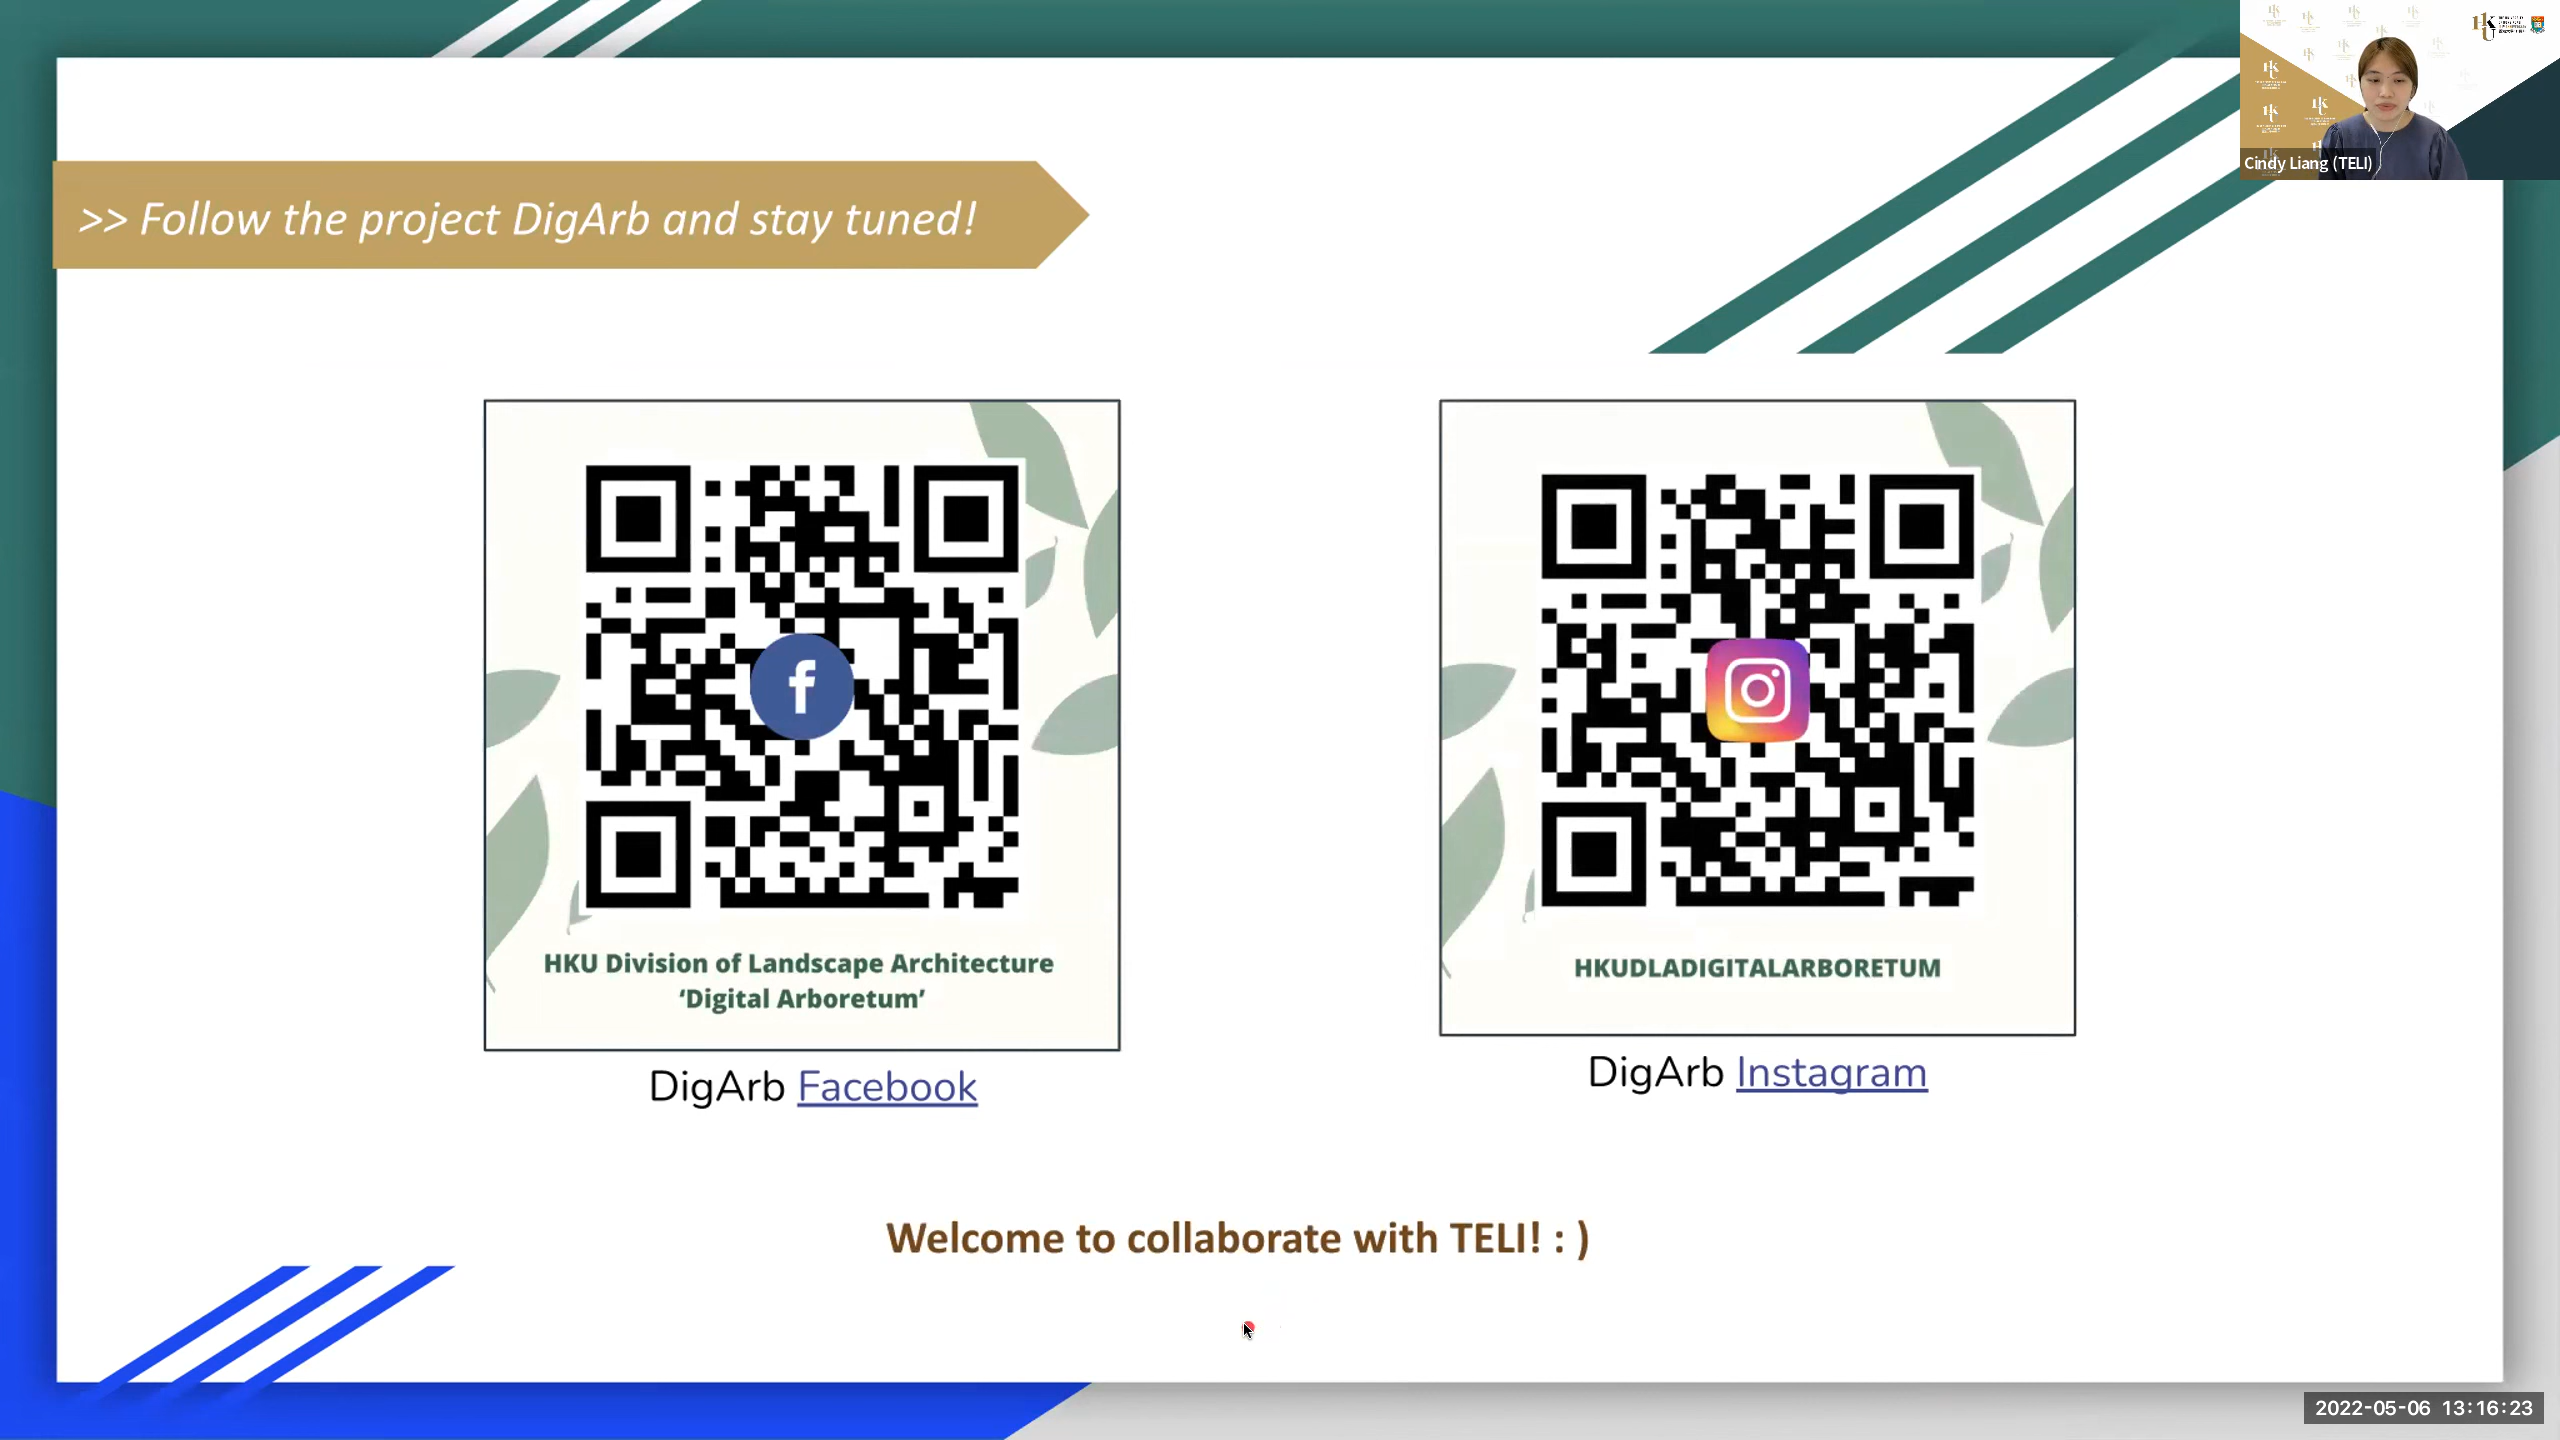 >> Follow the project DigArb and stay tuned!
Cindy Liang (TELI)
HKU Division of Landscape Architecture
‘Digital Arboretum’
DigArb Facebook
HKUDLADIGITALARBORETUM
DigArb Instagram
Welcome to collaborate with TELI! : )
2022-05-06 13:16:23